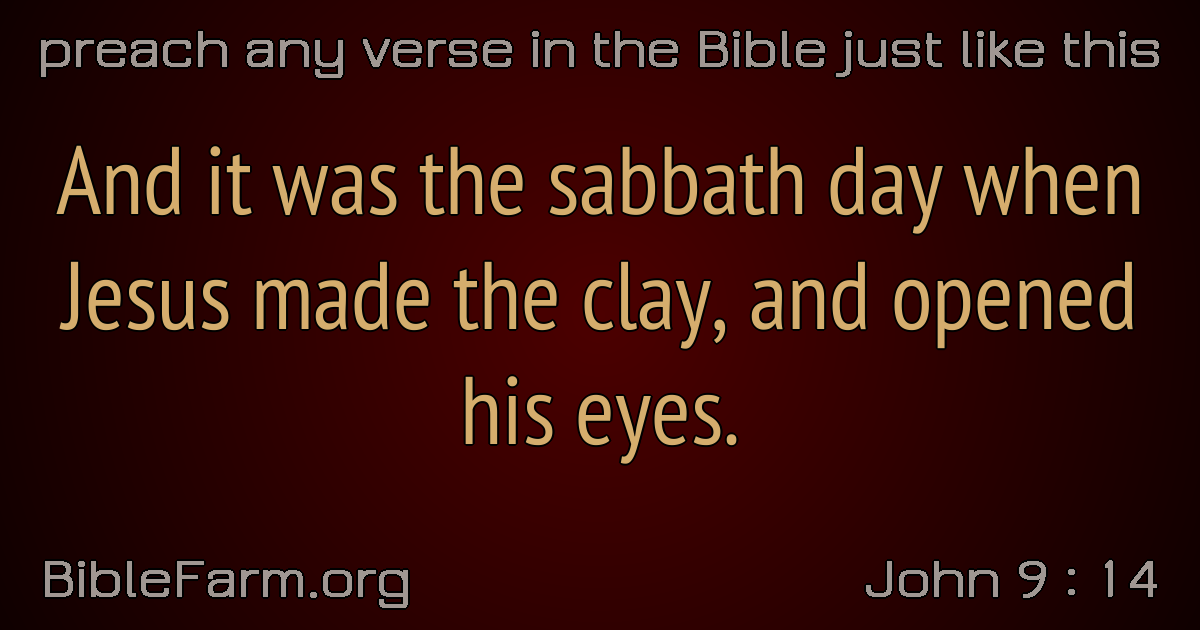 preach any verse in the Bible just like this
And it was the sabbath day when
Jesus made the clay, and opened
his eyes.
BibleFarm.org
John 9 : 14